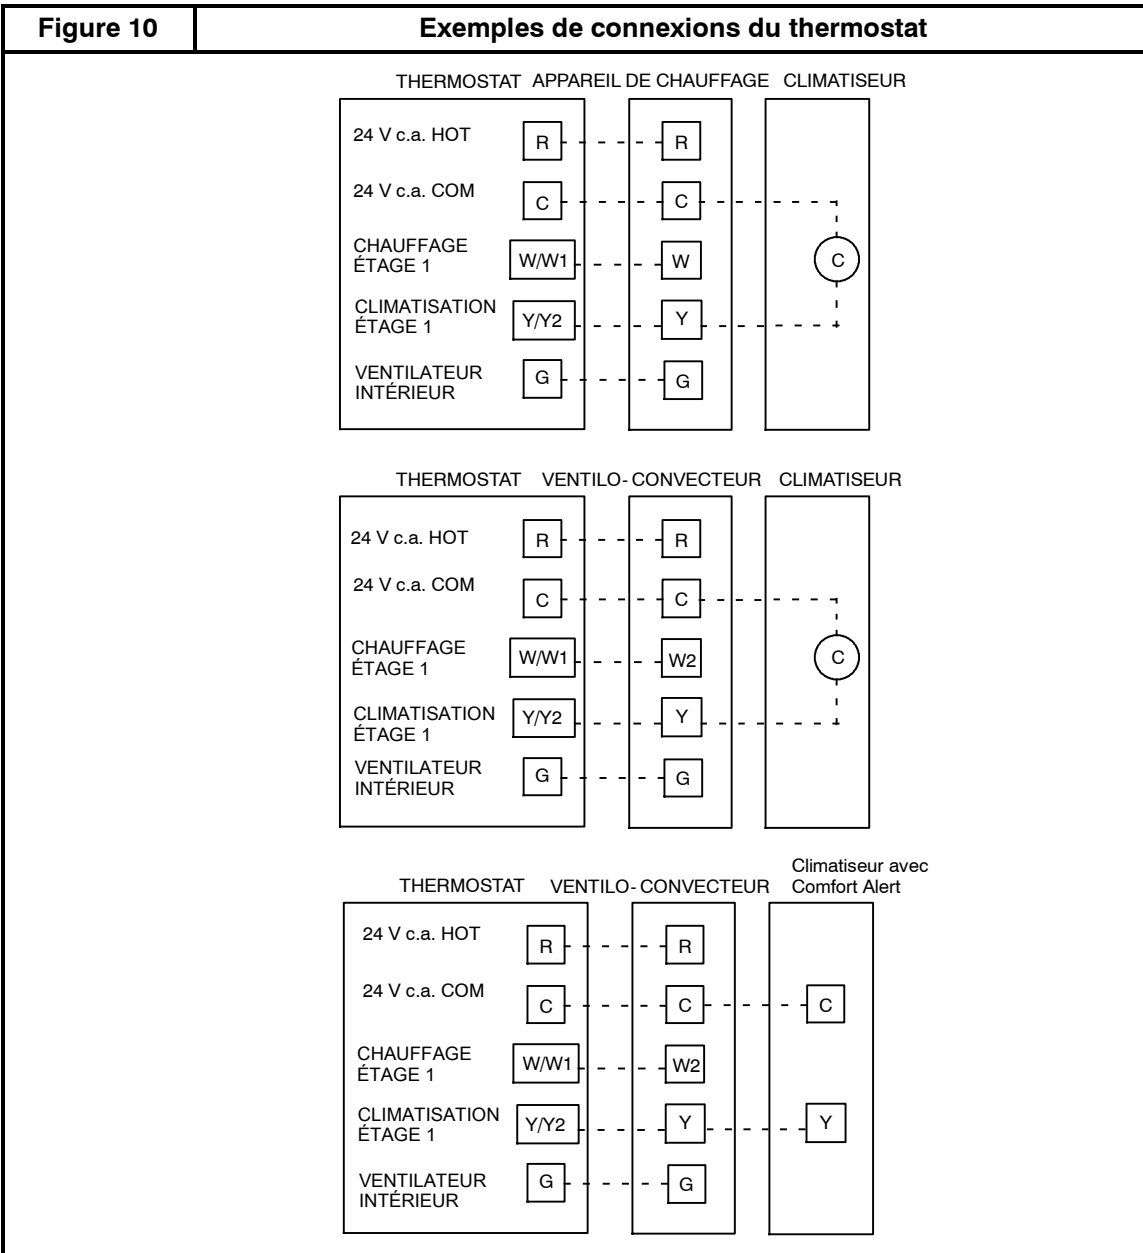 Figure 10 Exemples de connexions du thermostat
THERMOSTAT APPAREIL DE CHAUFFAGE CLIMATISEUR
24 V c.a. HOT R R
24 V c.a. COM C C
CHAUFFAGE
ÉTAGE 1 W/W1 W C
CLIMATISATION
ÉTAGE 1 Y/Y2 Y
VENTILATEUR
INTÉRIEUR G G
THERMOSTAT VENTILO-CONVECTEUR CLIMATISEUR
24 V c.a. HOT R R
24 V c.a. COM C C
CHAUFFAGE
ÉTAGE 1 W/W1 W2 C
CLIMATISATION
ÉTAGE 1 Y/Y2 Y
VENTILATEUR
INTÉRIEUR G G
Climatiseur avec
THERMOSTAT VENTILO-CONVECTEUR Comfort Alert
24 V c.a. HOT R R
24 V c.a. COM C C C
CHAUFFAGE
ÉTAGE 1 W/W1 W2
CLIMATISATION
ÉTAGE 1 Y/Y2 Y Y
VENTILATEUR
INTÉRIEUR G G